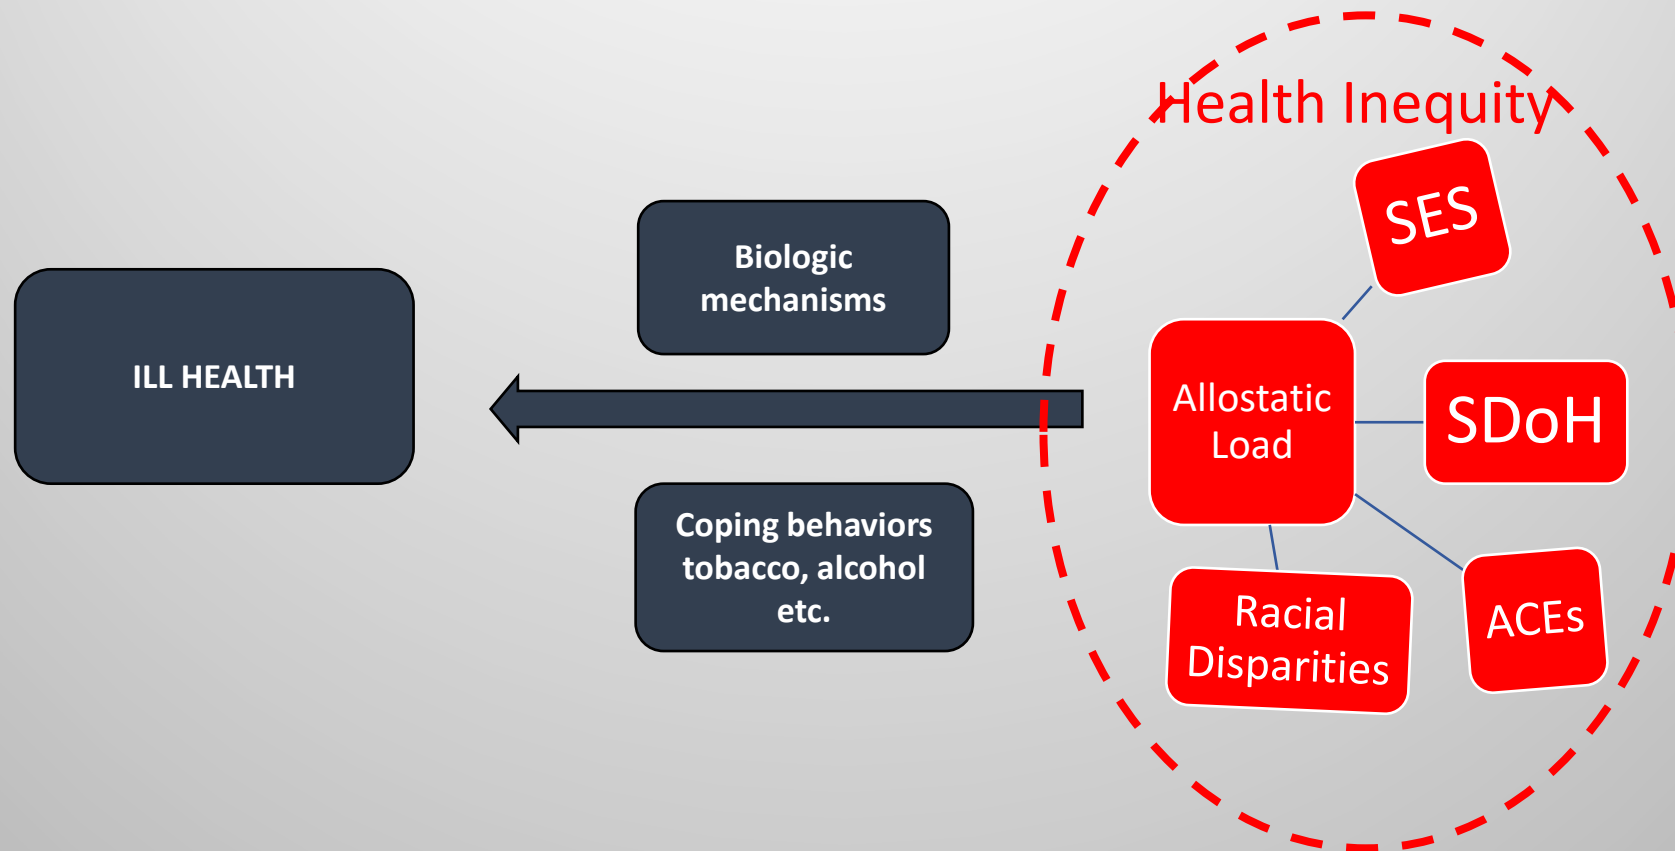 Health Inequity
SES
Biologic
mechanisms
ILL HEALTH
Allostatic
Load
SDoH
Coping behaviors
tobacco, alcohol
etc.
Racial
Disparities
ACEs